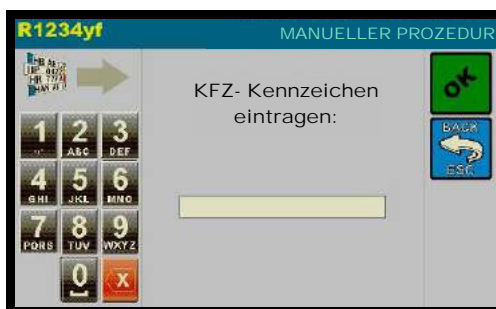 R1234yf
MANUELLER PROZEDUR
KFZ- Kennzeichen
eintragen:
OK
BACK
ESC
1
2
ABC
3
DEF
4
GHI
5
JKL
6
MNO
7
PQRS
8
TUV
9
WXYZ
0
X